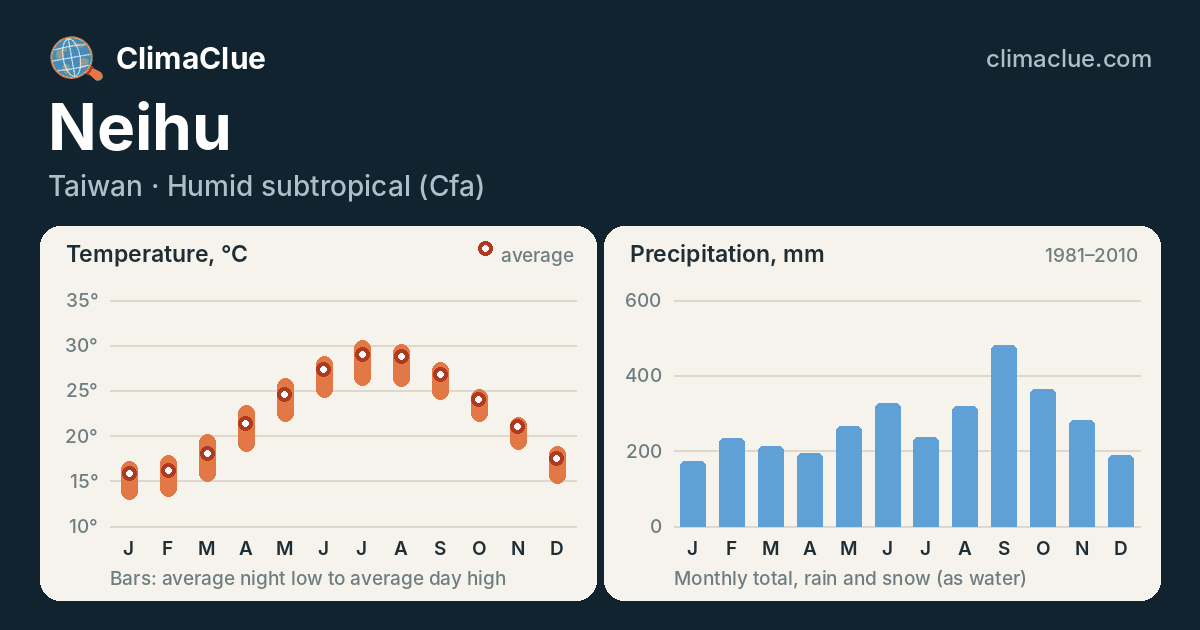 ClimaClue
climaclue.com
Neihu
Taiwan · Humid subtropical (Cfa)
Temperature, °C
average
35°
30°
25°
20°
15°
10°
J F M A M J J A S O N D
Bars: average night low to average day high
Precipitation, mm
1981–2010
600
400
200
0
J F M A M J J A S O N D
Monthly total, rain and snow (as water)